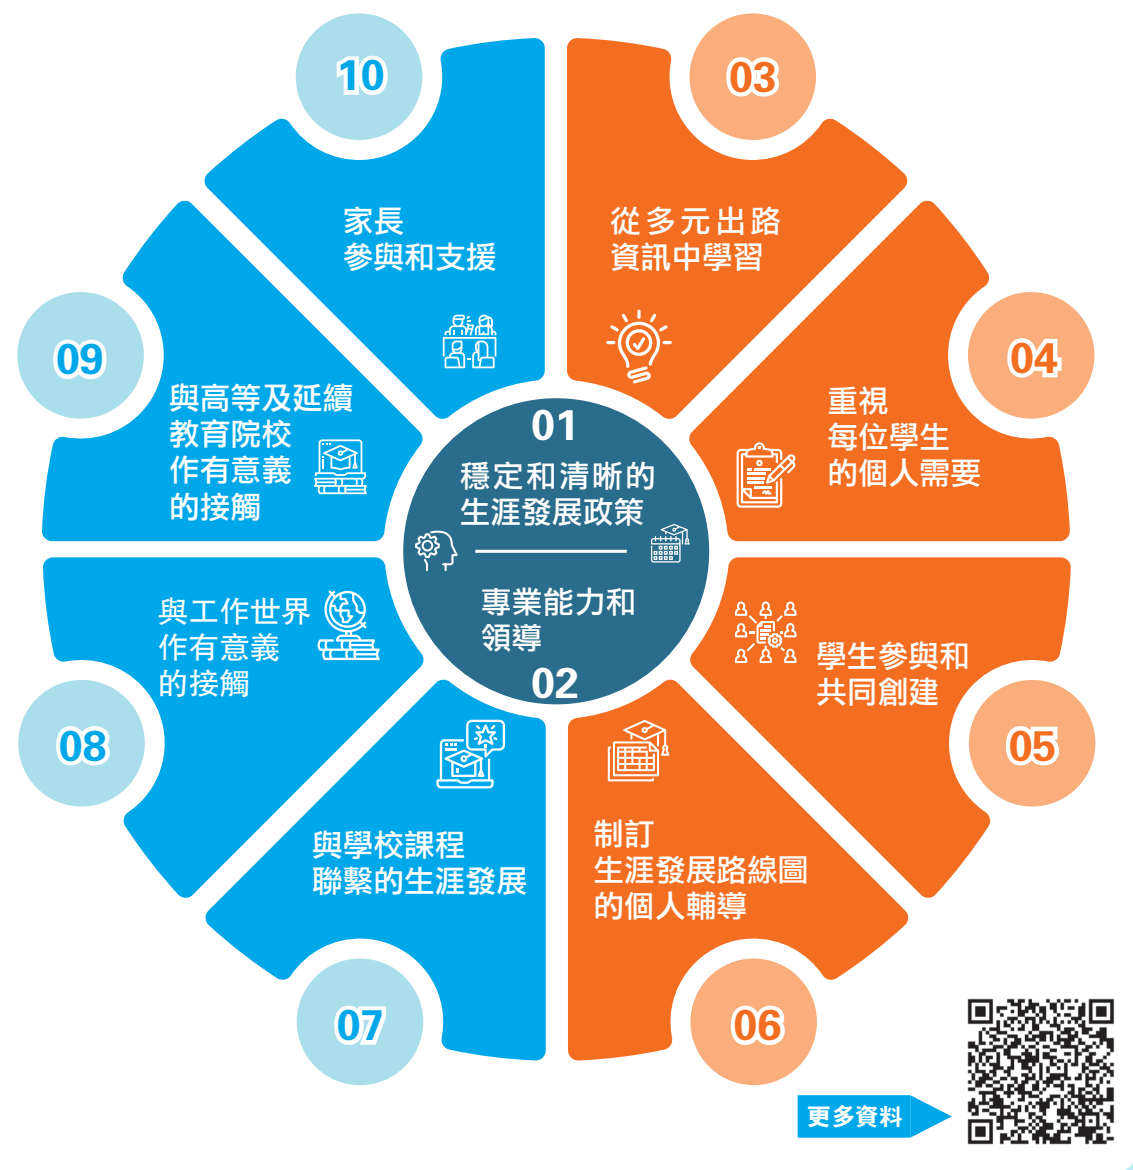 01
穩定和清晰的
生涯發展政策
專業能力和
領導
02
03
從多元出路
資訊中學習
04
重視
每位學生
的個人需要
05
學生參與和
共同創建
06
制訂
生涯發展路線圖
的個人輔導
07
與學校課程
聯繫的生涯發展
08
與工作世界
作有意義
的接觸
09
與高等及延續
教育院校
作有意義
的接觸
10
家長
參與和支援
更多資料